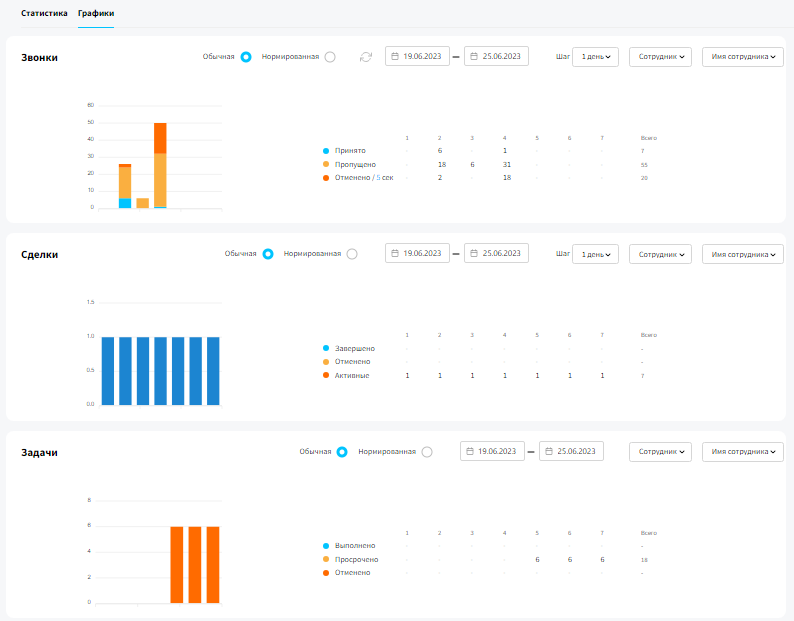 Статистика Графики
Звонки Обычная Нормированная 19.06.2023 — 25.06.2023 Шаг 1 день Сотрудник Имя сотрудника
60
50
40
30
20
10
0
1 2 3 4 5 6 7 Всего
Принято - 6 - 1 - - - 7
Пропущено - 18 6 31 - - - 55
Отменено / 5 сек - 2 - 18 - - - 20
Сделки Обычная Нормированная 19.06.2023 — 25.06.2023 Шаг 1 день Сотрудник Имя сотрудника
1.5
1.0
0.5
0.0
1 2 3 4 5 6 7 Всего
Завершено - - - - - - - -
Отменено - - - - - - - -
Активные 1 1 1 1 1 1 1 7
Задачи Обычная Нормированная 19.06.2023 — 25.06.2023 Сотрудник Имя сотрудника
8
6
4
2
0
1 2 3 4 5 6 7 Всего
Выполнено - - - - - - - -
Просрочено - - - - 6 6 6 18
Отменено - - - - - - - -